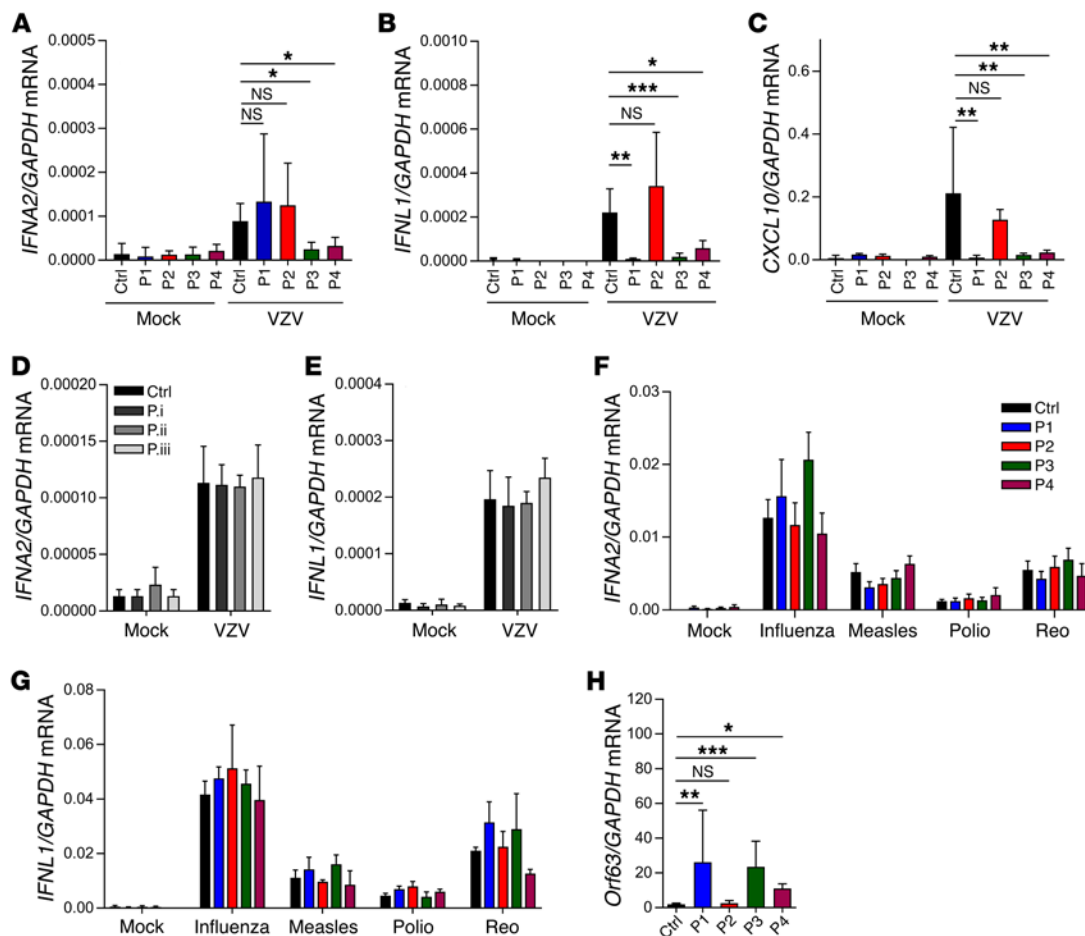 A
IFNA2/GAPDH mRNA
0.0005
0.0004
0.0003
0.0002
0.0001
0.0000
*
*
NS
NS
Ctrl
P1
P2
P3
P4
Ctrl
P1
P2
P3
P4
Mock
VZV
B
IFNL1/GAPDH mRNA
0.0010
0.0008
0.0006
0.0004
0.0002
0.0000
*
***
NS
**
Ctrl
P1
P2
P3
P4
Ctrl
P1
P2
P3
P4
Mock
VZV
C
CXCL10/GAPDH mRNA
0.6
0.4
0.2
0.0
**
**
NS
**
Ctrl
P1
P2
P3
P4
Ctrl
P1
P2
P3
P4
Mock
VZV
D
IFNA2/GAPDH mRNA
0.00020
0.00015
0.00010
0.00005
0.00000
Ctrl
P.i
P.ii
P.iii
Mock
VZV
E
IFNL1/GAPDH mRNA
0.0004
0.0003
0.0002
0.0001
0.0000
Mock
VZV
F
IFNA2/GAPDH mRNA
0.03
0.02
0.01
0.00
Ctrl
P1
P2
P3
P4
Mock
Influenza
Measles
Polio
Reo
G
IFNL1/GAPDH mRNA
0.08
0.06
0.04
0.02
0.00
Mock
Influenza
Measles
Polio
Reo
H
Orf63/GAPDH mRNA
120
100
80
60
40
20
0
*
***
NS
**
Ctrl
P1
P2
P3
P4